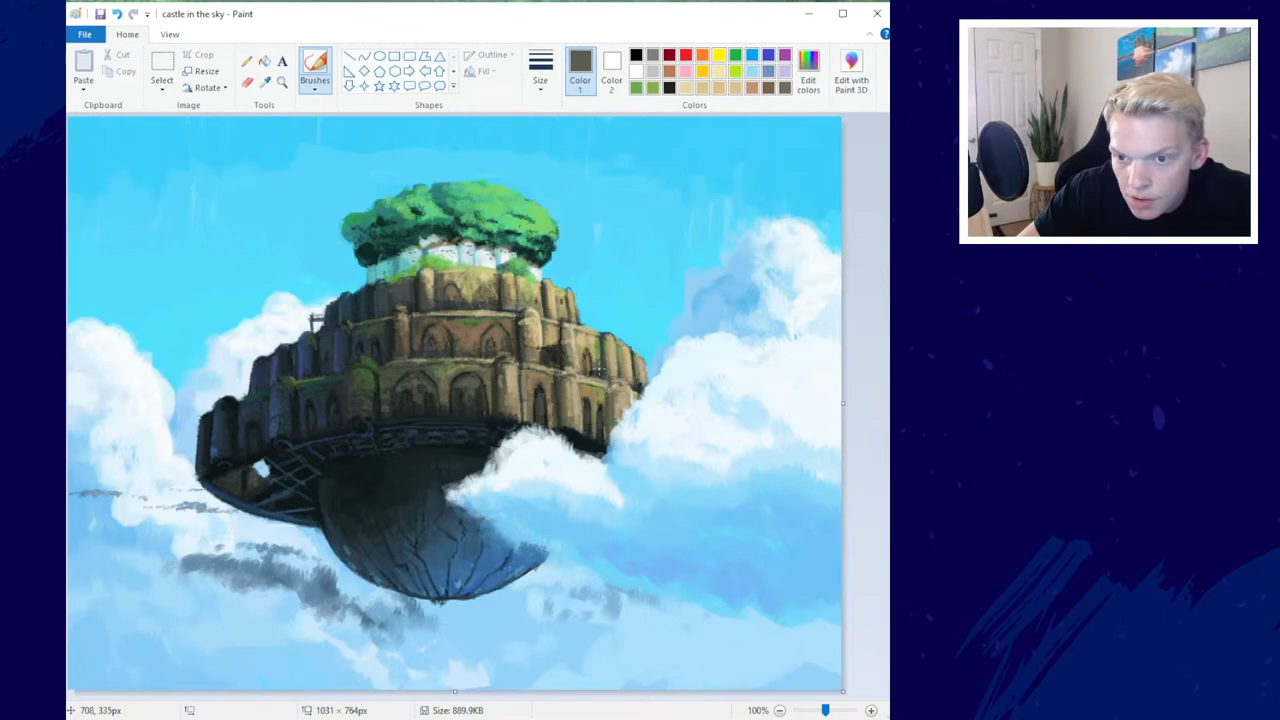 castle in the sky - Paint
File Home View
Paste Cut Copy Select Crop Resize Rotate Brushes Outline Fill Size Color 1 Color 2 Edit colors Edit with Paint 3D
Clipboard Image Tools Shapes Colors
708, 335px 1031 × 764px Size: 889.9KB 100%